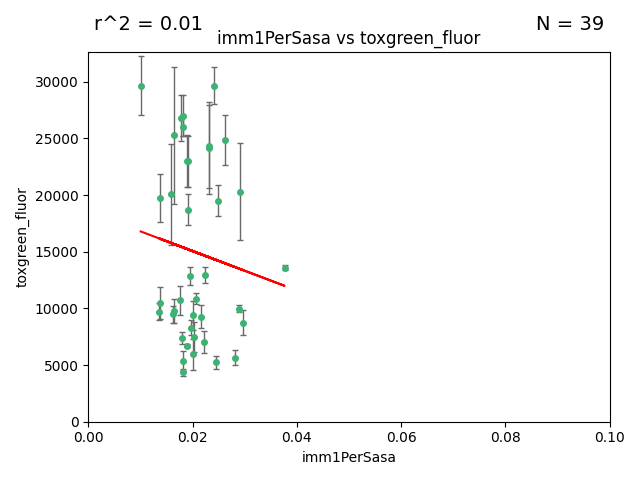 r^2 = 0.01
N = 39
imm1PerSasa vs toxgreen_fluor
30000
25000
20000
15000
10000
5000
0
toxgreen_fluor
0.00
0.02
0.04
0.06
0.08
0.10
imm1PerSasa